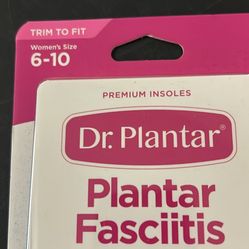 TRIM TO FIT
Women's Size
6-10
PREMIUM INSOLES
Dr. Plantar®
Plantar
Fasciitis